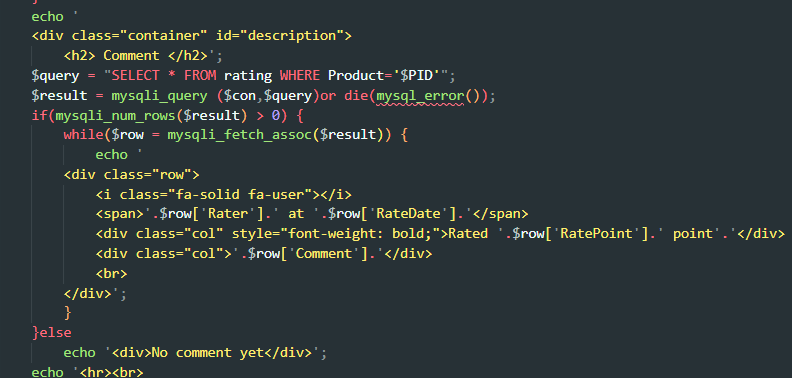 }
echo '
<div class="container" id="description">
<h2> Comment </h2>';
$query = "SELECT * FROM rating WHERE Product='$PID'";
$result = mysqli_query ($con,$query)or die(mysql_error());
if(mysqli_num_rows($result) > 0) {
while($row = mysqli_fetch_assoc($result)) {
echo '
<div class="row">
<i class="fa-solid fa-user"></i>
<span>'.$row['Rater'].' at '.$row['RateDate'].'</span>
<div class="col" style="font-weight: bold;">Rated '.$row['RatePoint'].' point'.'</div>
<div class="col">'.$row['Comment'].'</div>
<br>
</div>';
}
}else
echo '<div>No comment yet</div>';
echo '<hr><br>